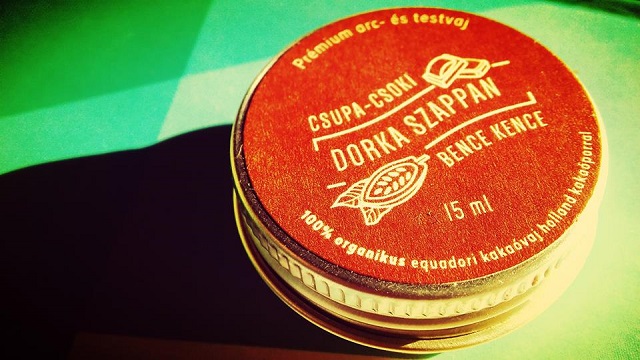 Prémium arc- és testvaj
CSUPA-CSOKI
DORKA SZAPPAN
BENCE KENCE
15 ml
100% organikus equadori kakaóvaj, holland kakaóporral